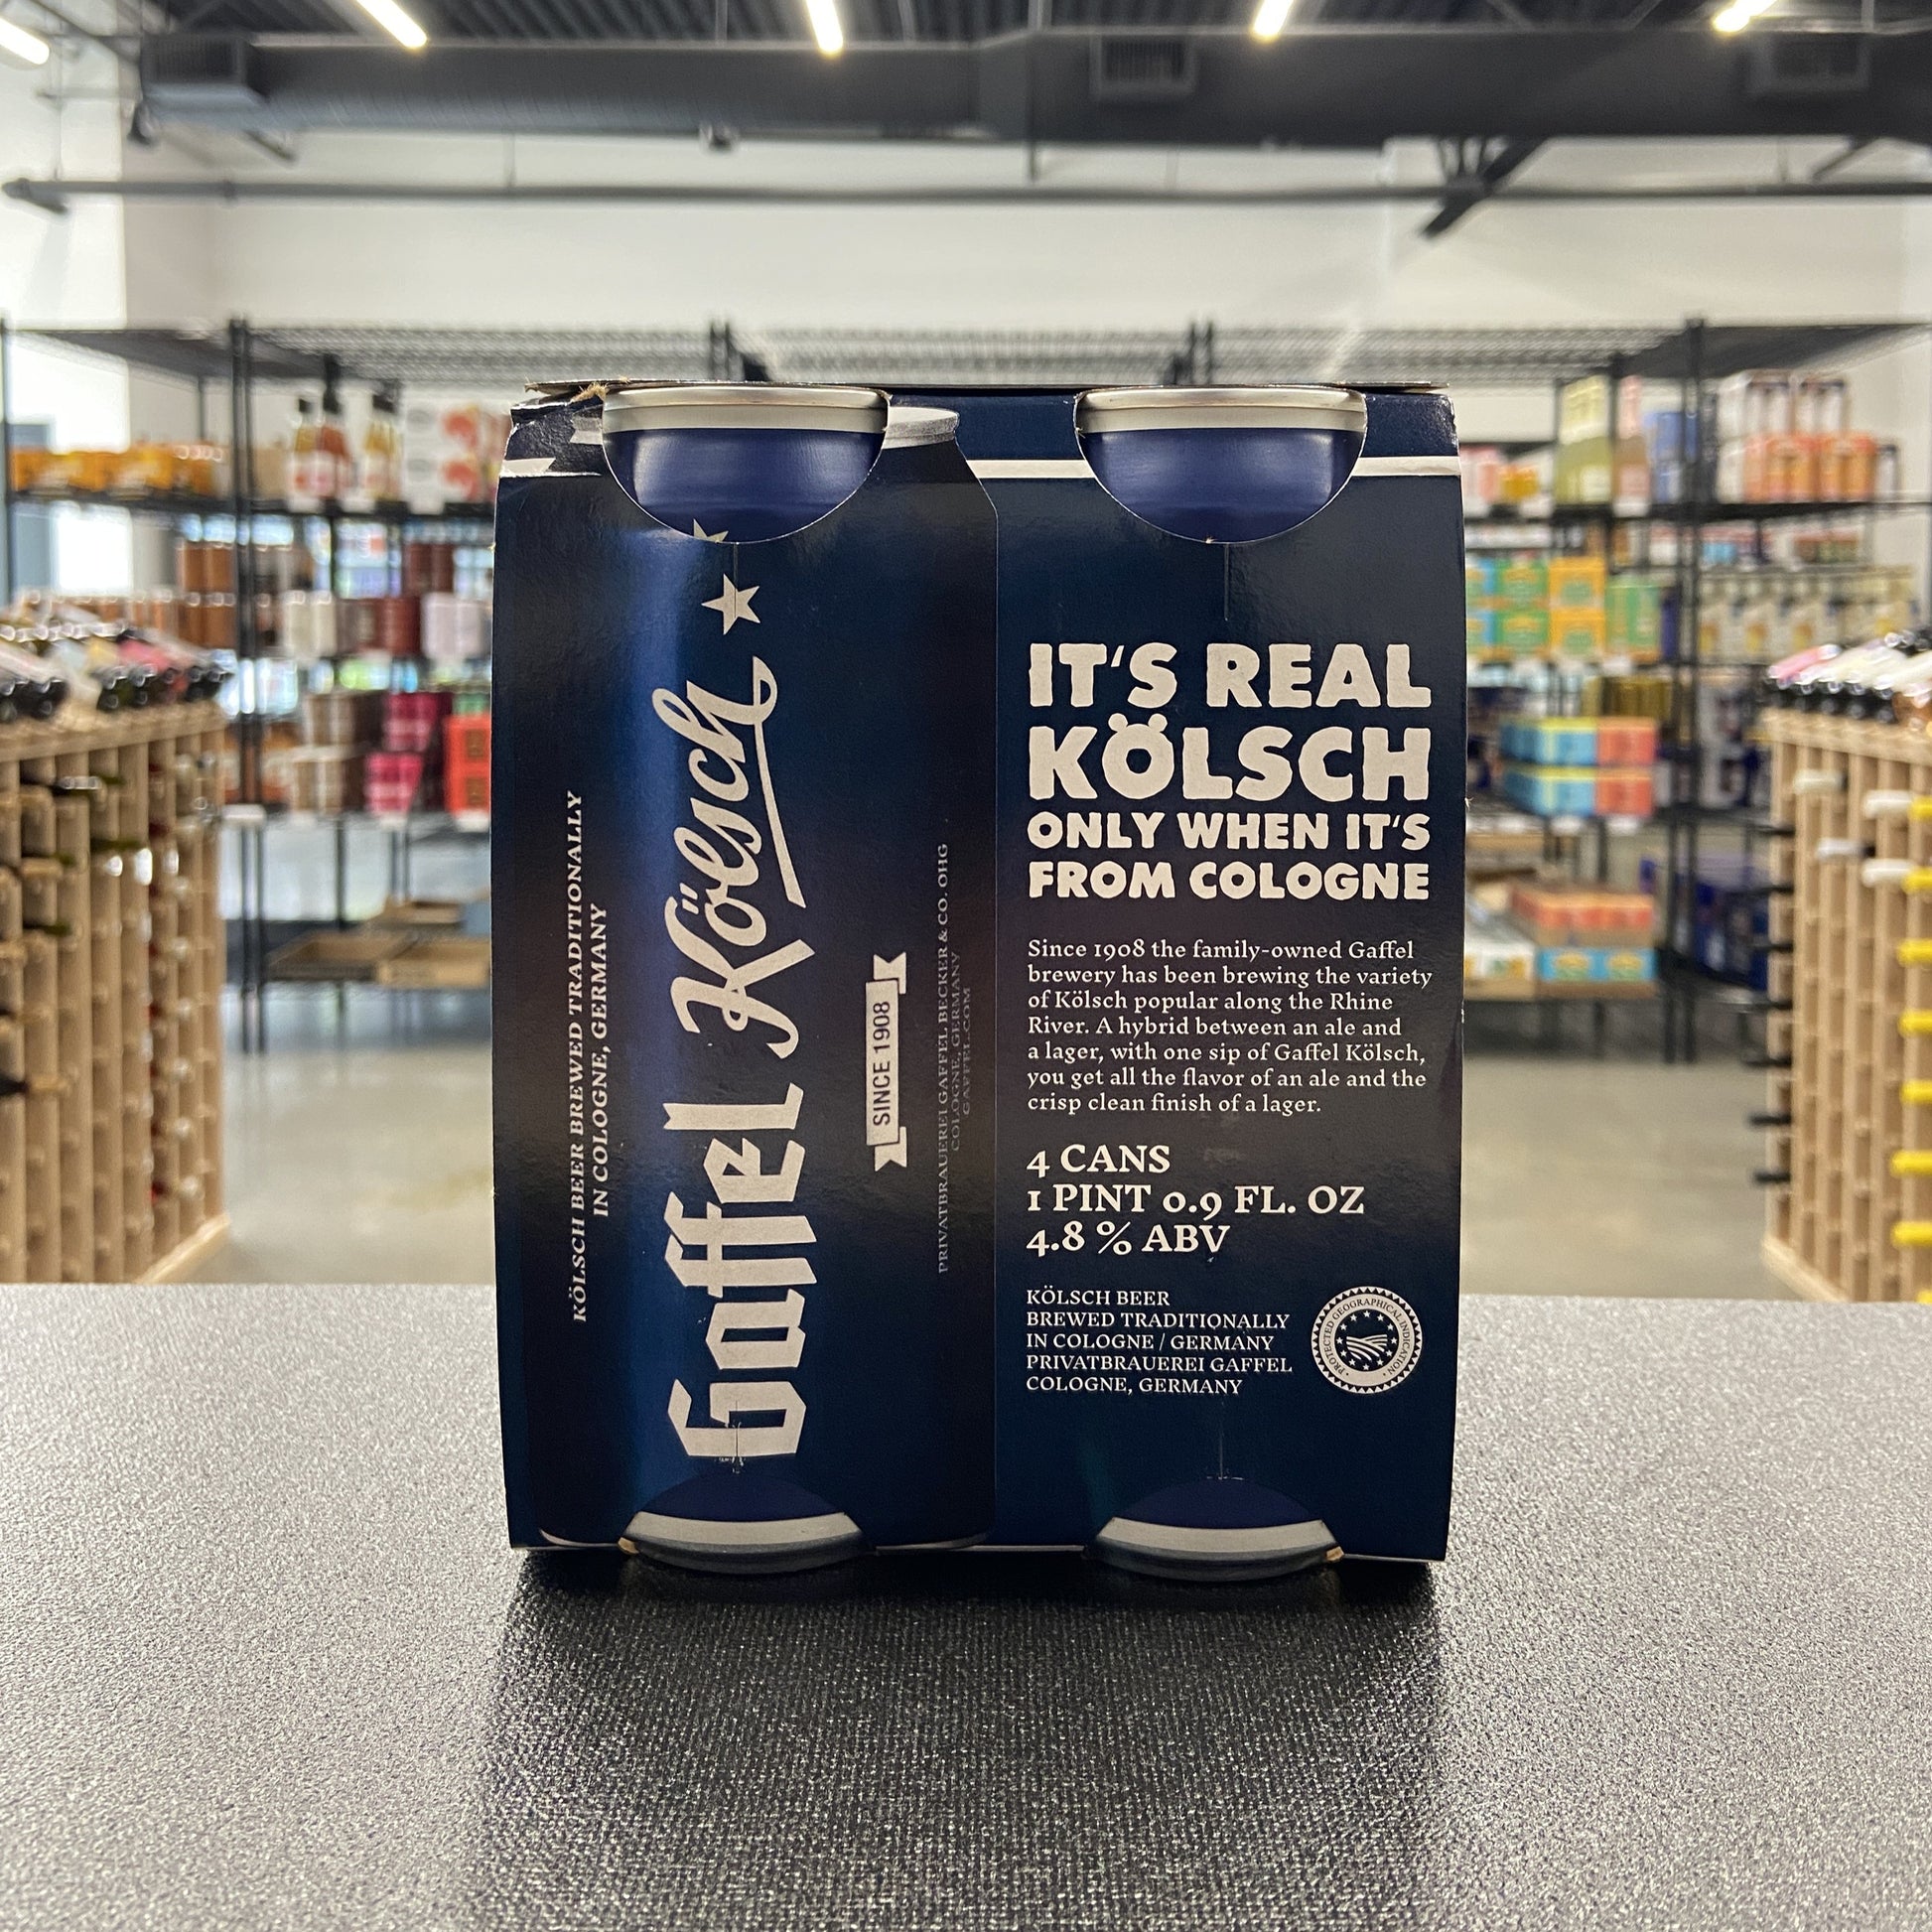 KÖLSCH BEER BREWED TRADITIONALLY
IN COLOGNE, GERMANY
Gaffel Kölsch
SINCE 1908
PRIVATBRAUEREI GAFFEL BECKER & CO. OHG
COLOGNE, GERMANY
GAFFEL.COM
IT'S REAL
KÖLSCH
ONLY WHEN IT'S
FROM COLOGNE
Since 1908 the family-owned Gaffel
brewery has been brewing the variety
of Kölsch popular along the Rhine
River. A hybrid between an ale and
a lager, with one sip of Gaffel Kölsch,
you get all the flavor of an ale and the
crisp clean finish of a lager.
4 CANS
1 PINT 0.9 FL. OZ
4.8 % ABV
KÖLSCH BEER
BREWED TRADITIONALLY
IN COLOGNE / GERMANY
PRIVATBRAUEREI GAFFEL
COLOGNE, GERMANY
PROTECTED GEOGRAPHICAL INDICATION